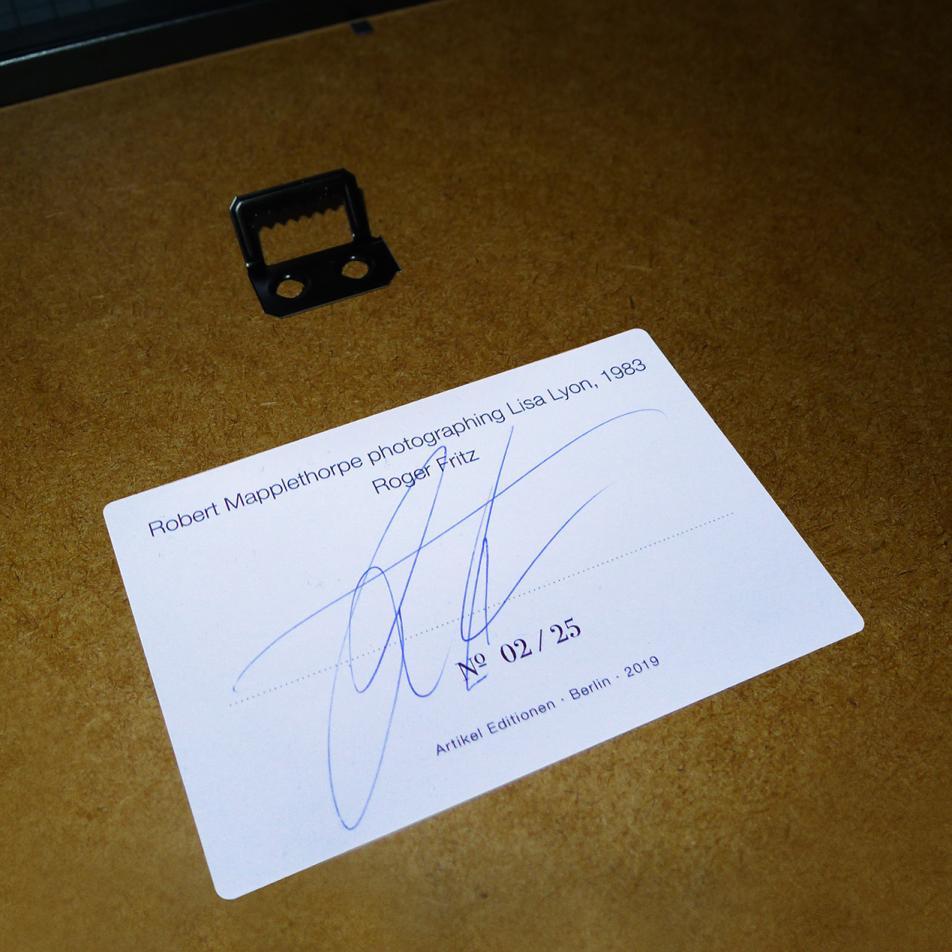 Robert Mapplethorpe photographing Lisa Lyon, 1983
Roger Fritz
Nº 02 / 25
Artikel Editionen · Berlin · 2019